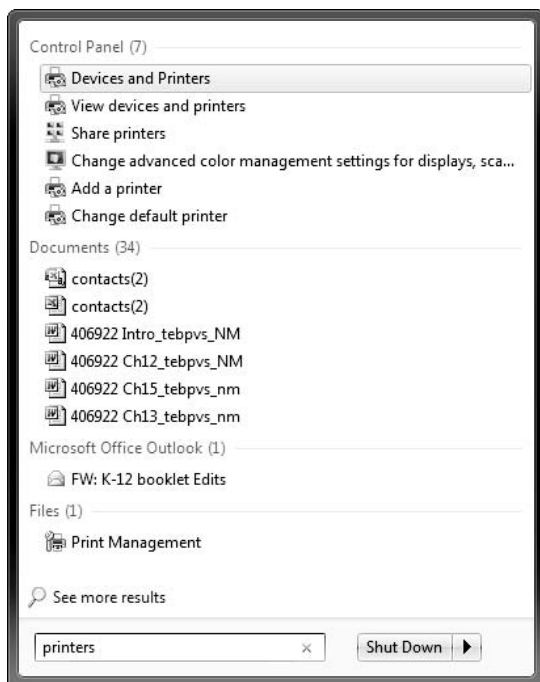 Control Panel (7)
Devices and Printers
View devices and printers
Share printers
Change advanced color management settings for displays, sca...
Add a printer
Change default printer
Documents (34)
contacts(2)
contacts(2)
406922 Intro_tebpvs_NM
406922 Ch12_tebpvs_NM
406922 Ch15_tebpvs_nm
406922 Ch13_tebpvs_nm
Microsoft Office Outlook (1)
FW: K-12 booklet Edits
Files (1)
Print Management
See more results
printers × Shut Down